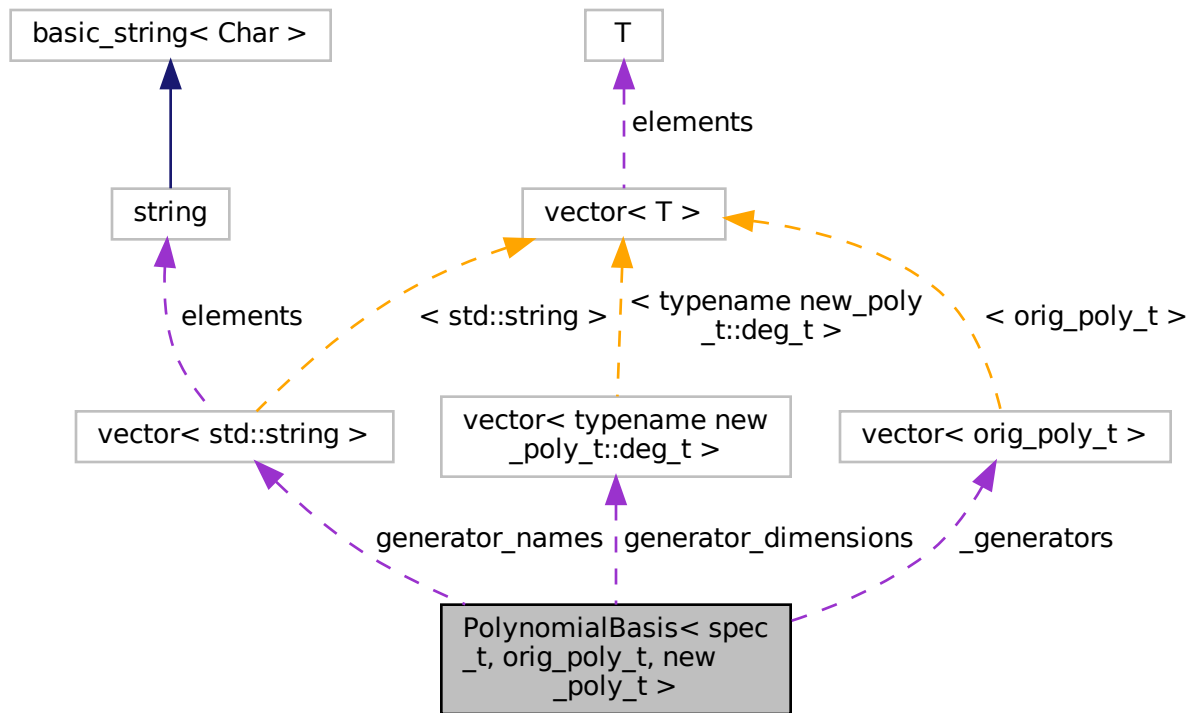 basic_string< Char >
T
elements
string
vector< T >
elements
< std::string >
< typename new_poly
_t::deg_t >
< orig_poly_t >
vector< std::string >
vector< typename new
_poly_t::deg_t >
vector< orig_poly_t >
generator_names
generator_dimensions
_generators
PolynomialBasis< spec
_t, orig_poly_t, new
_poly_t >